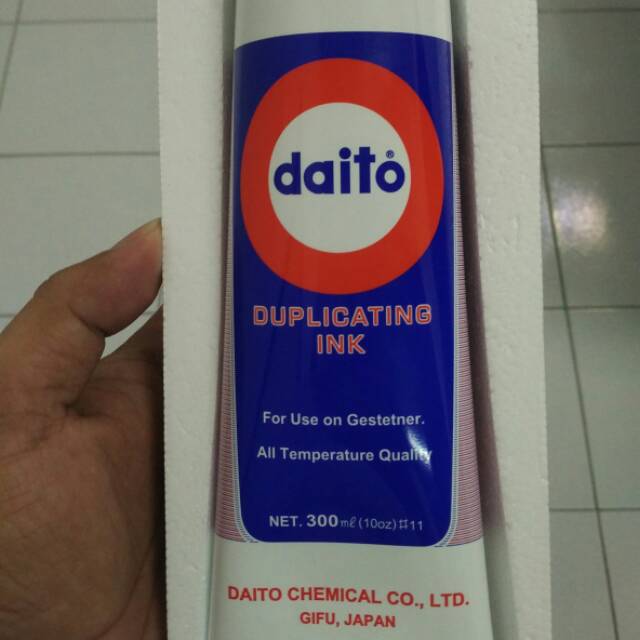 daito®
DUPLICATING
INK
For Use on Gestetner.
All Temperature Quality
NET. 300 mℓ (10oz) #11
DAITO CHEMICAL CO., LTD.
GIFU, JAPAN